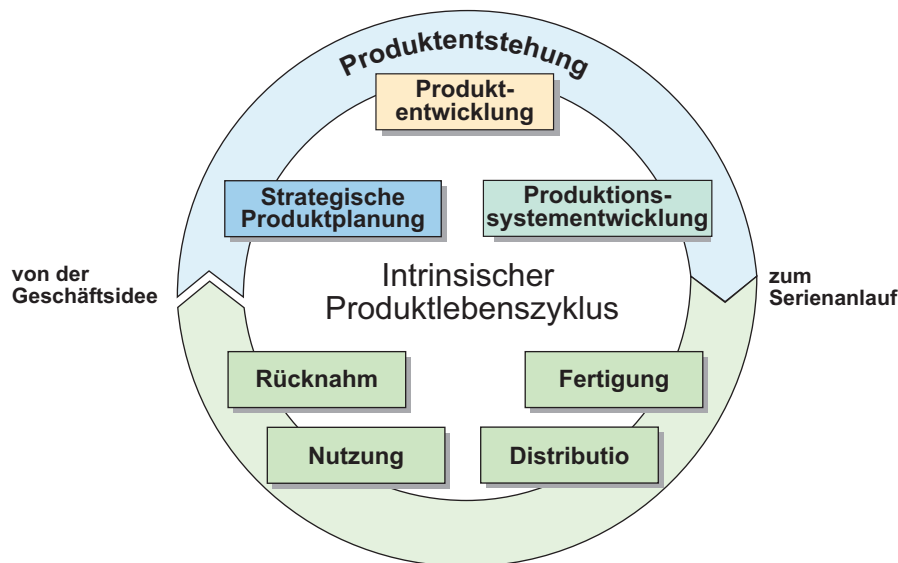 Produktentstehung
Produkt-
entwicklung
Strategische
Produktplanung
Produktions-
systementwicklung
von der
Geschäftsidee
Intrinsischer
Produktlebenszyklus
zum
Serienanlauf
Rücknahm
Fertigung
Nutzung
Distributio